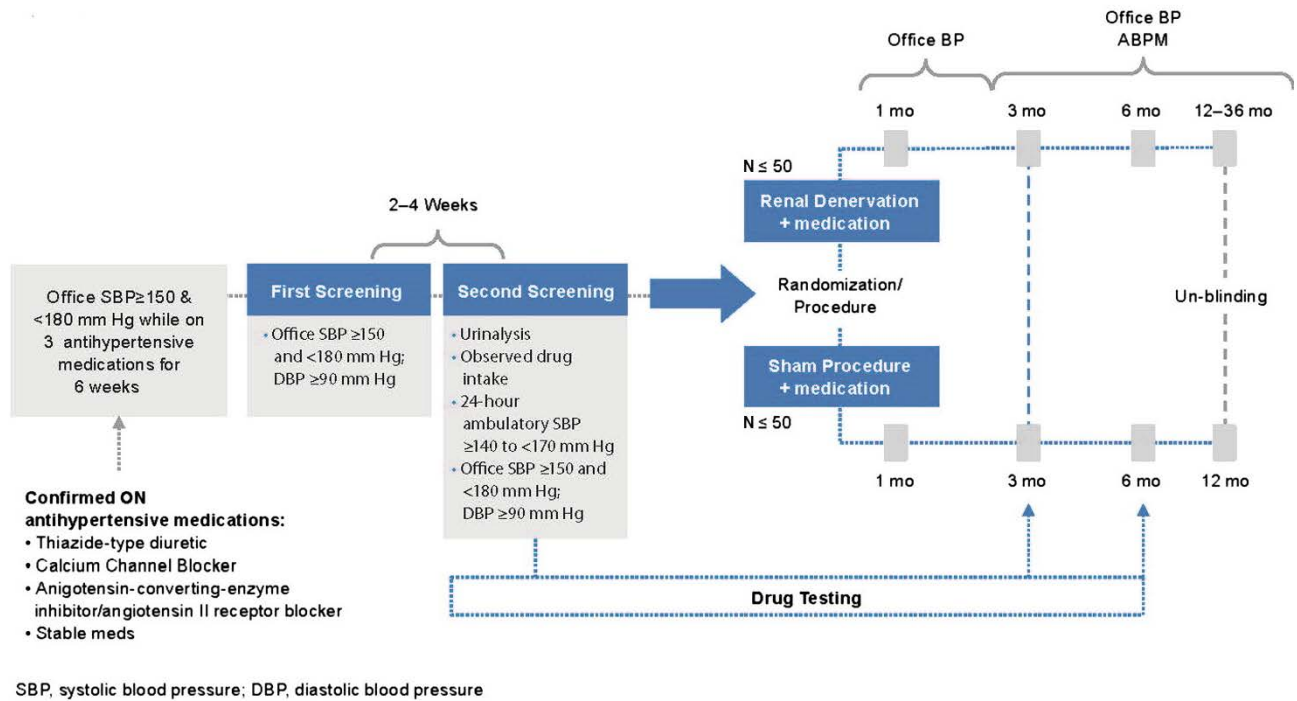 Office BP
Office BP
ABPM
1 mo
3 mo
6 mo
12–36 mo
N ≤ 50
Renal Denervation
+ medication
2–4 Weeks
Office SBP≥150 &
<180 mm Hg while on
3 antihypertensive
medications for
6 weeks
First Screening
• Office SBP ≥150
and <180 mm Hg;
DBP ≥90 mm Hg
Second Screening
• Urinalysis
• Observed drug
intake
• 24-hour
ambulatory SBP
≥140 to <170 mm Hg
• Office SBP ≥150 and
<180 mm Hg;
DBP ≥90 mm Hg
Randomization/
Procedure
Un-blinding
Sham Procedure
+ medication
N ≤ 50
1 mo
3 mo
6 mo
12 mo
Confirmed ON
antihypertensive medications:
• Thiazide-type diuretic
• Calcium Channel Blocker
• Anigotensin-converting-enzyme
inhibitor/angiotensin II receptor blocker
• Stable meds
Drug Testing
SBP, systolic blood pressure; DBP, diastolic blood pressure